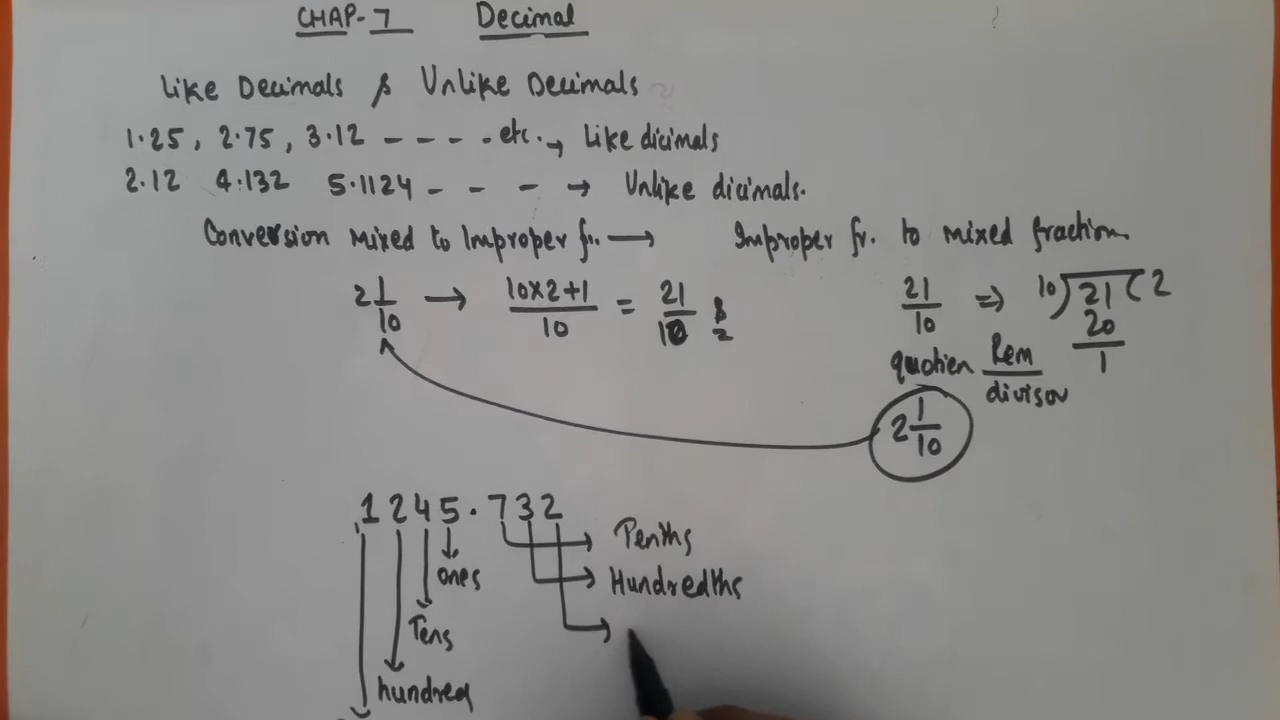 CHAP-7 Decimal
Like Decimals & Unlike Decimals
1.25, 2.75, 3.12 ---- etc. → Like dicimals
2.12 4.132 5.1124 - - - → Unlike dicimals.
Conversion Mixed to Improper fr. → Improper fr. to mixed fraction
2 1/10 → 10×2+1/10 = 21/10
21/10 ⇒ 10)21(2
20
1
quotien Rem/divisor
2 1/10
1245.732
Tenths
Hundredths
ones
Tens
hundred